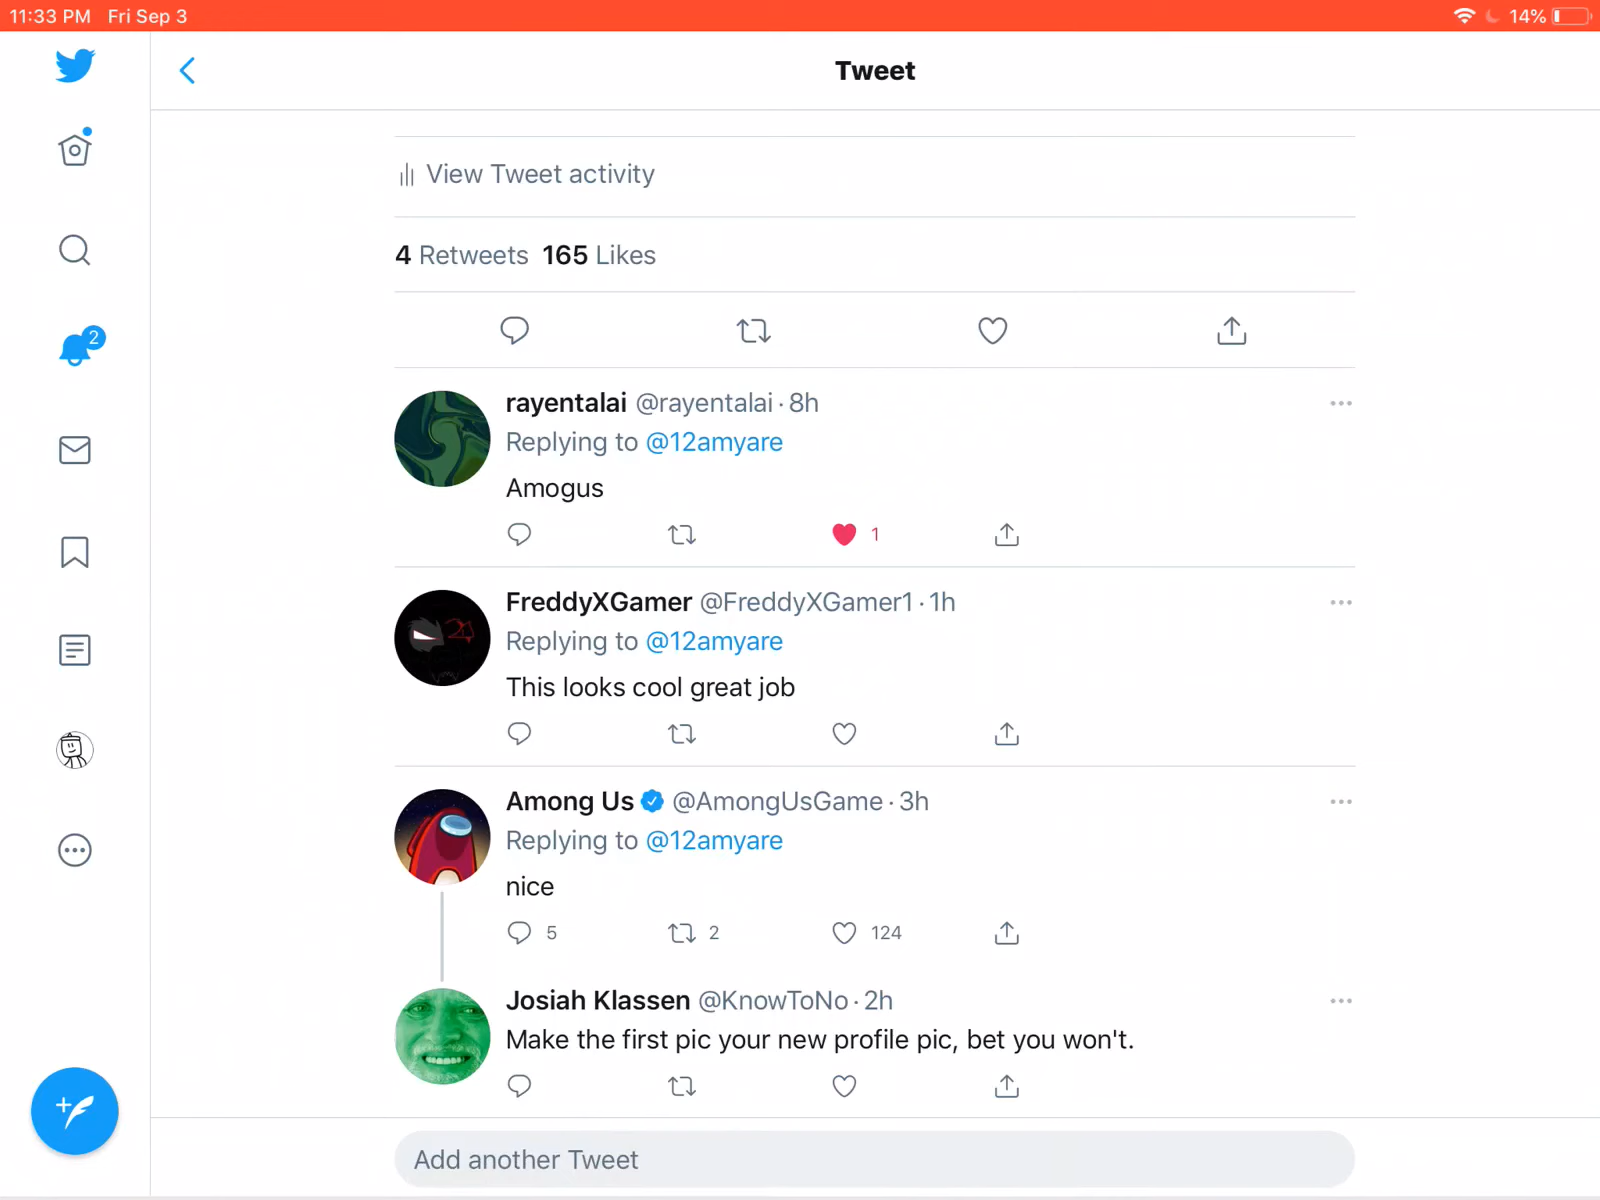 11:33 PM Fri Sep 3 14%
Tweet
View Tweet activity
4 Retweets 165 Likes
2
rayentalai @rayentalai · 8h
Replying to @12amyare
Amogus
1
FreddyXGamer @FreddyXGamer1 · 1h
Replying to @12amyare
This looks cool great job
Among Us @AmongUsGame · 3h
Replying to @12amyare
nice
5 2 124
Josiah Klassen @KnowToNo · 2h
Make the first pic your new profile pic, bet you won't.
Add another Tweet